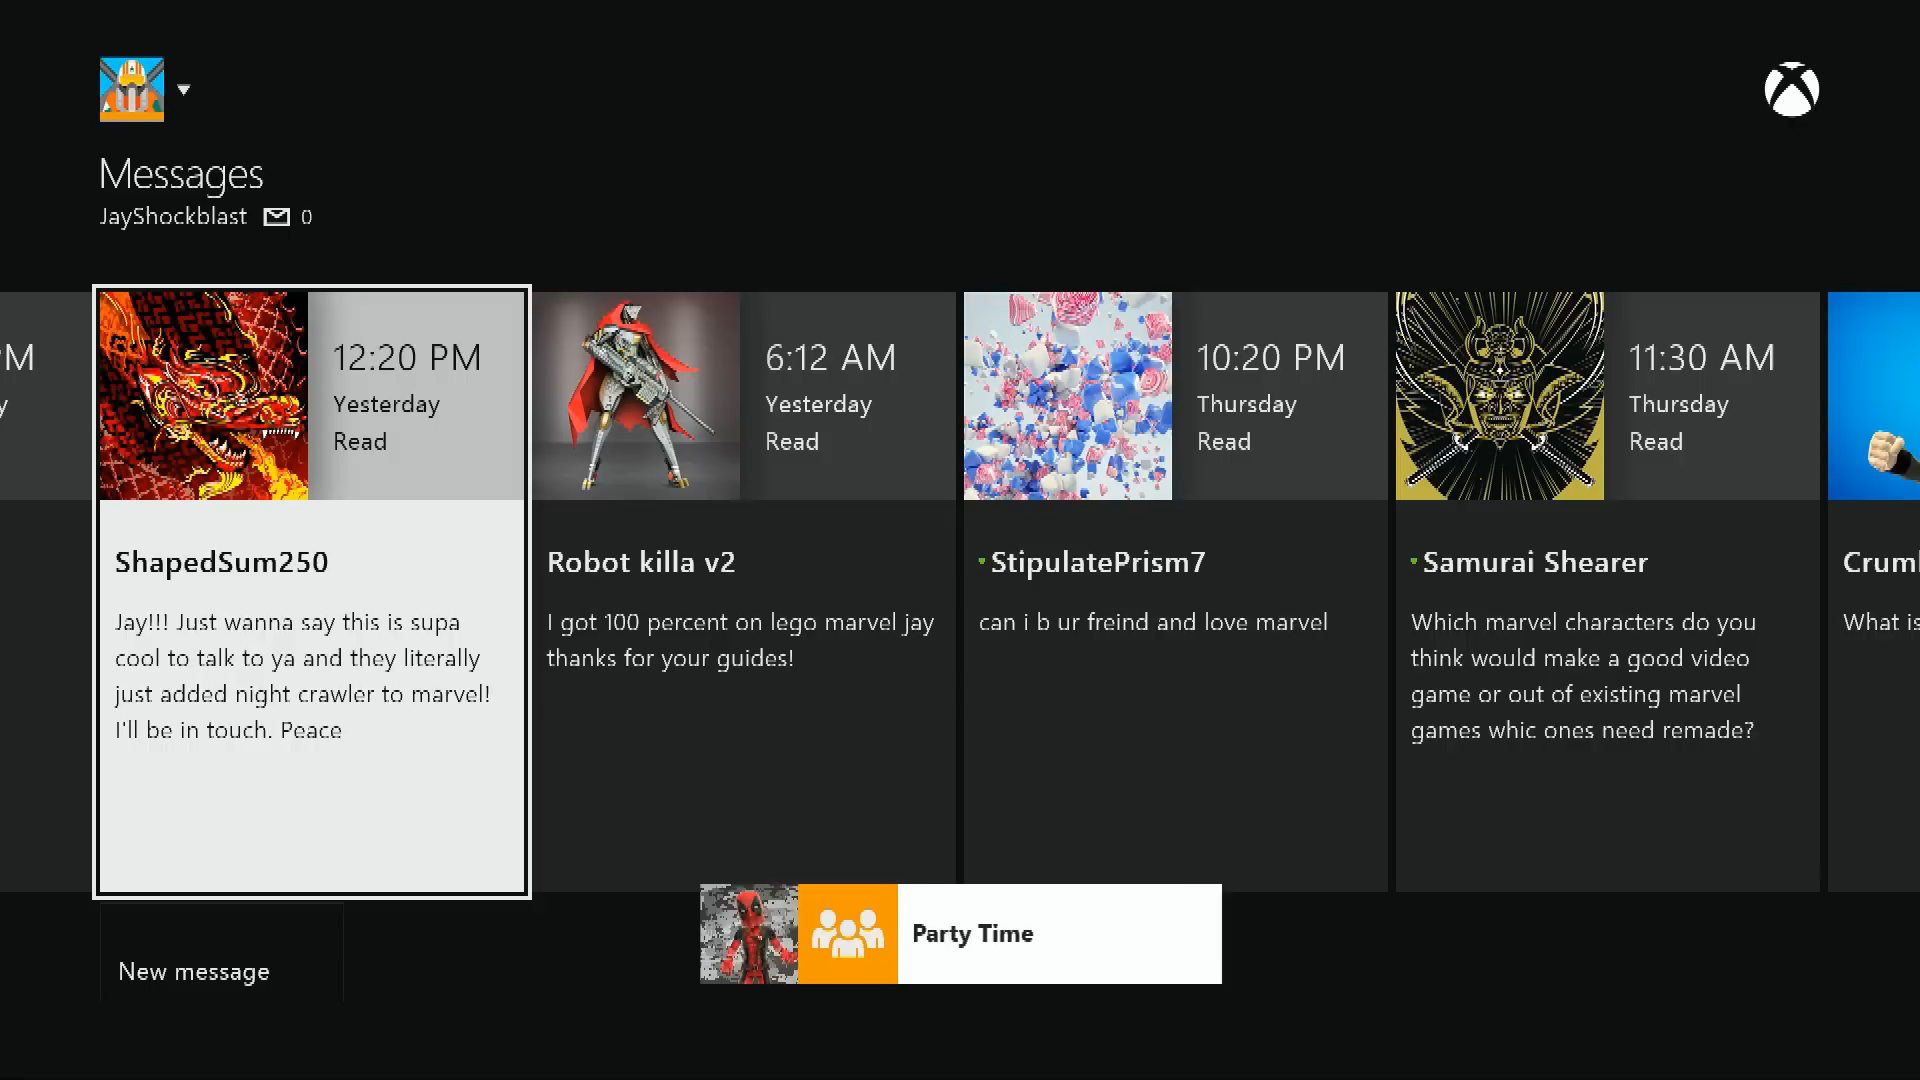 Messages
JayShockblast 0
PM
y
12:20 PM
Yesterday
Read
ShapedSum250
Jay!!! Just wanna say this is supa
cool to talk to ya and they literally
just added night crawler to marvel!
I'll be in touch. Peace
6:12 AM
Yesterday
Read
Robot killa v2
I got 100 percent on lego marvel jay
thanks for your guides!
10:20 PM
Thursday
Read
StipulatePrism7
can i b ur freind and love marvel
11:30 AM
Thursday
Read
Samurai Shearer
Which marvel characters do you
think would make a good video
game or out of existing marvel
games whic ones need remade?
Crum
What is
New message
Party Time